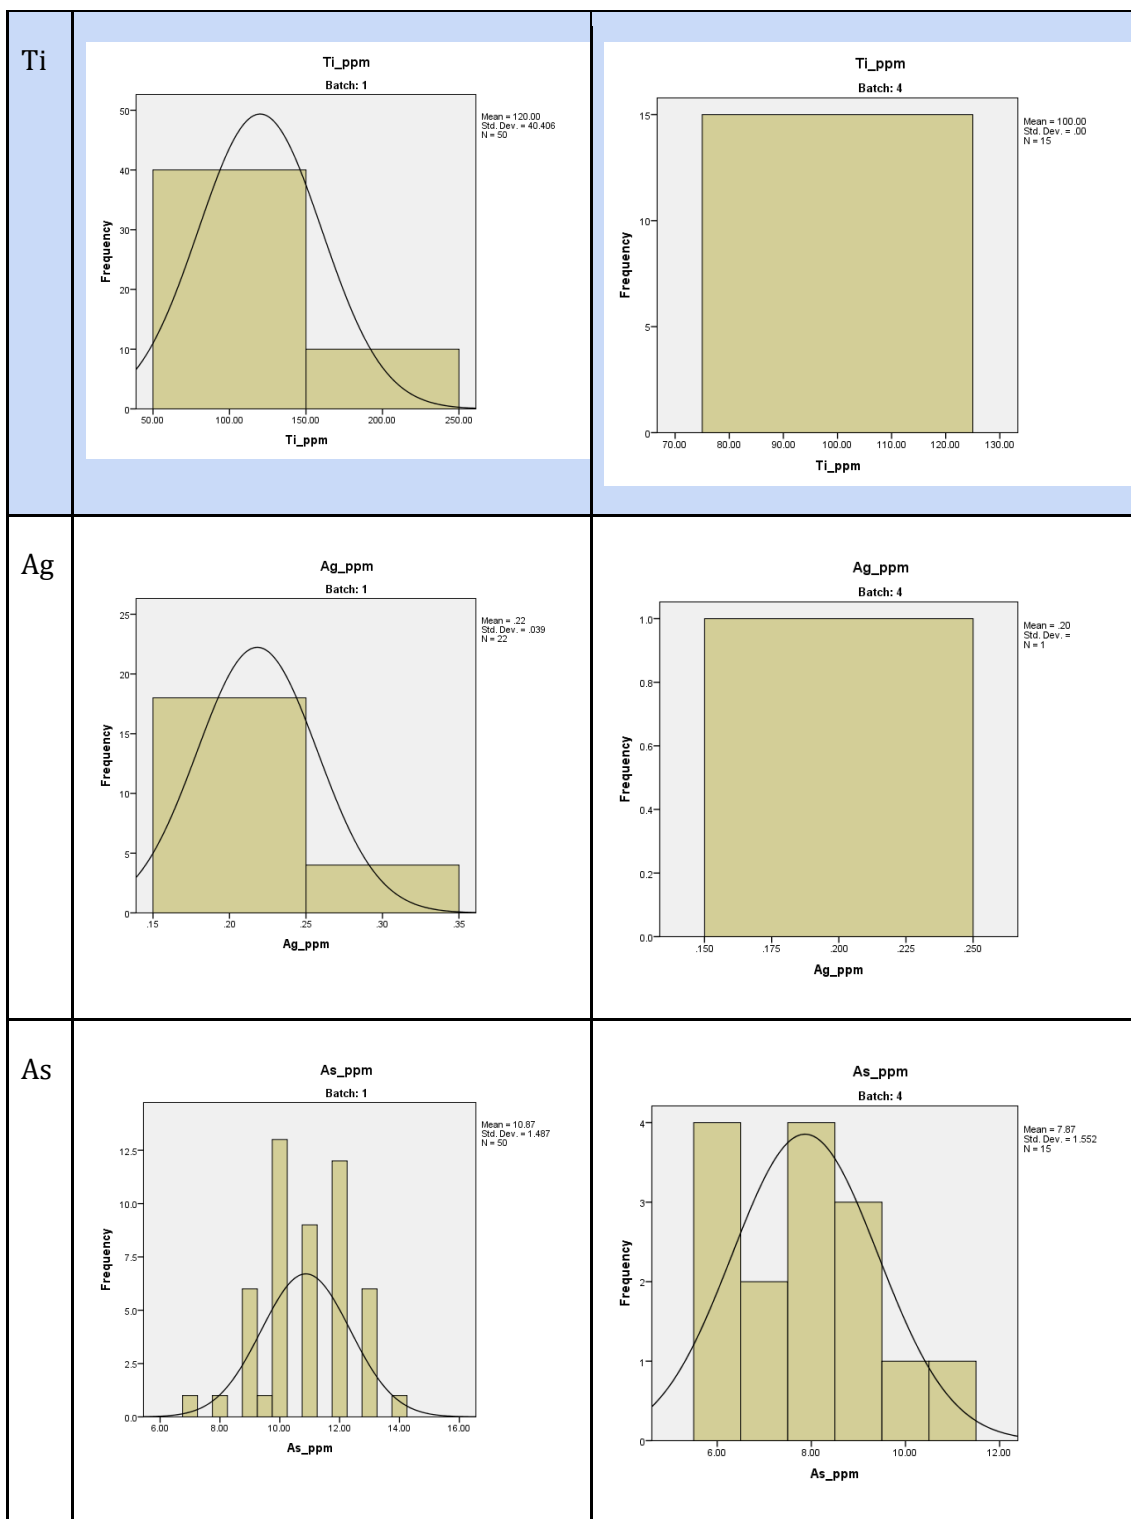 Ti
Ti_ppm
Batch: 1
Mean = 120.00
Std. Dev. = 40.406
N = 50
50
40
30
20
10
0
Frequency
50.00 100.00 150.00 200.00 250.00
Ti_ppm
Ti_ppm
Batch: 4
Mean = 100.00
Std. Dev. = .00
N = 15
15
10
5
0
Frequency
70.00 80.00 90.00 100.00 110.00 120.00 130.00
Ti_ppm
Ag
Ag_ppm
Batch: 1
Mean = .22
Std. Dev. = .039
N = 22
25
20
15
10
5
0
Frequency
.15 .20 .25 .30 .35
Ag_ppm
Ag_ppm
Batch: 4
Mean = .20
Std. Dev. =
N = 1
1.0
0.8
0.6
0.4
0.2
0.0
Frequency
.150 .175 .200 .225 .250
Ag_ppm
As
As_ppm
Batch: 1
Mean = 10.87
Std. Dev. = 1.487
N = 50
12.5
10.0
7.5
5.0
2.5
0.0
Frequency
6.00 8.00 10.00 12.00 14.00 16.00
As_ppm
As_ppm
Batch: 4
Mean = 7.87
Std. Dev. = 1.552
N = 15
4
3
2
1
0
Frequency
6.00 8.00 10.00 12.00
As_ppm